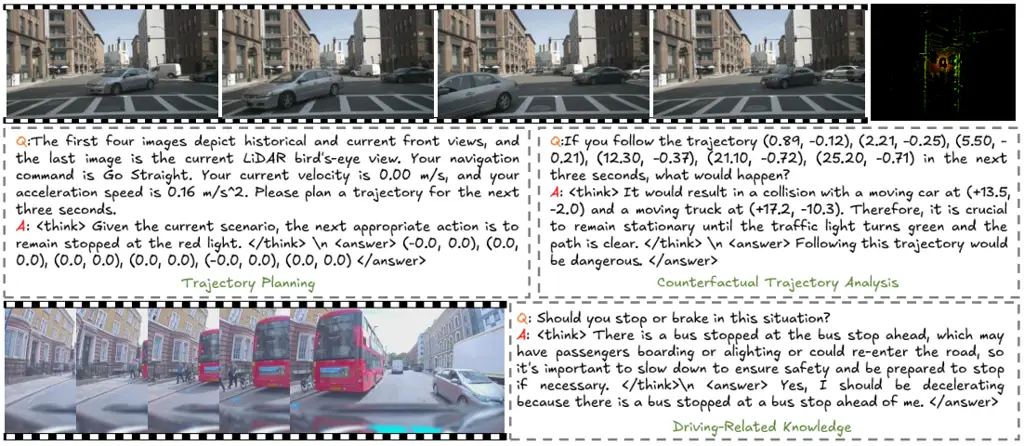 Q:The first four images depict historical and current front views, and
the last image is the current LiDAR bird's-eye view. Your navigation
command is Go Straight. Your current velocity is 0.00 m/s, and your
acceleration speed is 0.16 m/s^2. Please plan a trajectory for the next
three seconds.
A: <think> Given the current scenario, the next appropriate action is to
remain stopped at the red light. </think> \n <answer> (-0.0, 0.0), (0.0,
0.0), (0.0, 0.0), (0.0, 0.0), (-0.0, 0.0), (0.0, 0.0) </answer>
Trajectory Planning
Q:If you follow the trajectory (0.89, -0.12), (2.21, -0.25), (5.50, -
0.21), (12.30, -0.37), (21.10, -0.72), (25.20, -0.71) in the next
three seconds, what would happen?
A: <think> It would result in a collision with a moving car at (+13.5,
-2.0) and a moving truck at (+17.2, -10.3). Therefore, it is crucial
to remain stationary until the traffic light turns green and the
path is clear. </think> \n <answer> Following this trajectory would
be dangerous. </answer>
Counterfactual Trajectory Analysis
Q: Should you stop or brake in this situation?
A: <think> There is a bus stopped at the bus stop ahead, which may
have passengers boarding or alighting or could re-enter the road, so
it's important to slow down to ensure safety and be prepared to stop
if necessary. </think>\n <answer> Yes, I should be decelerating
because there is a bus stopped at a bus stop ahead of me. </answer>
Driving-Related Knowledge